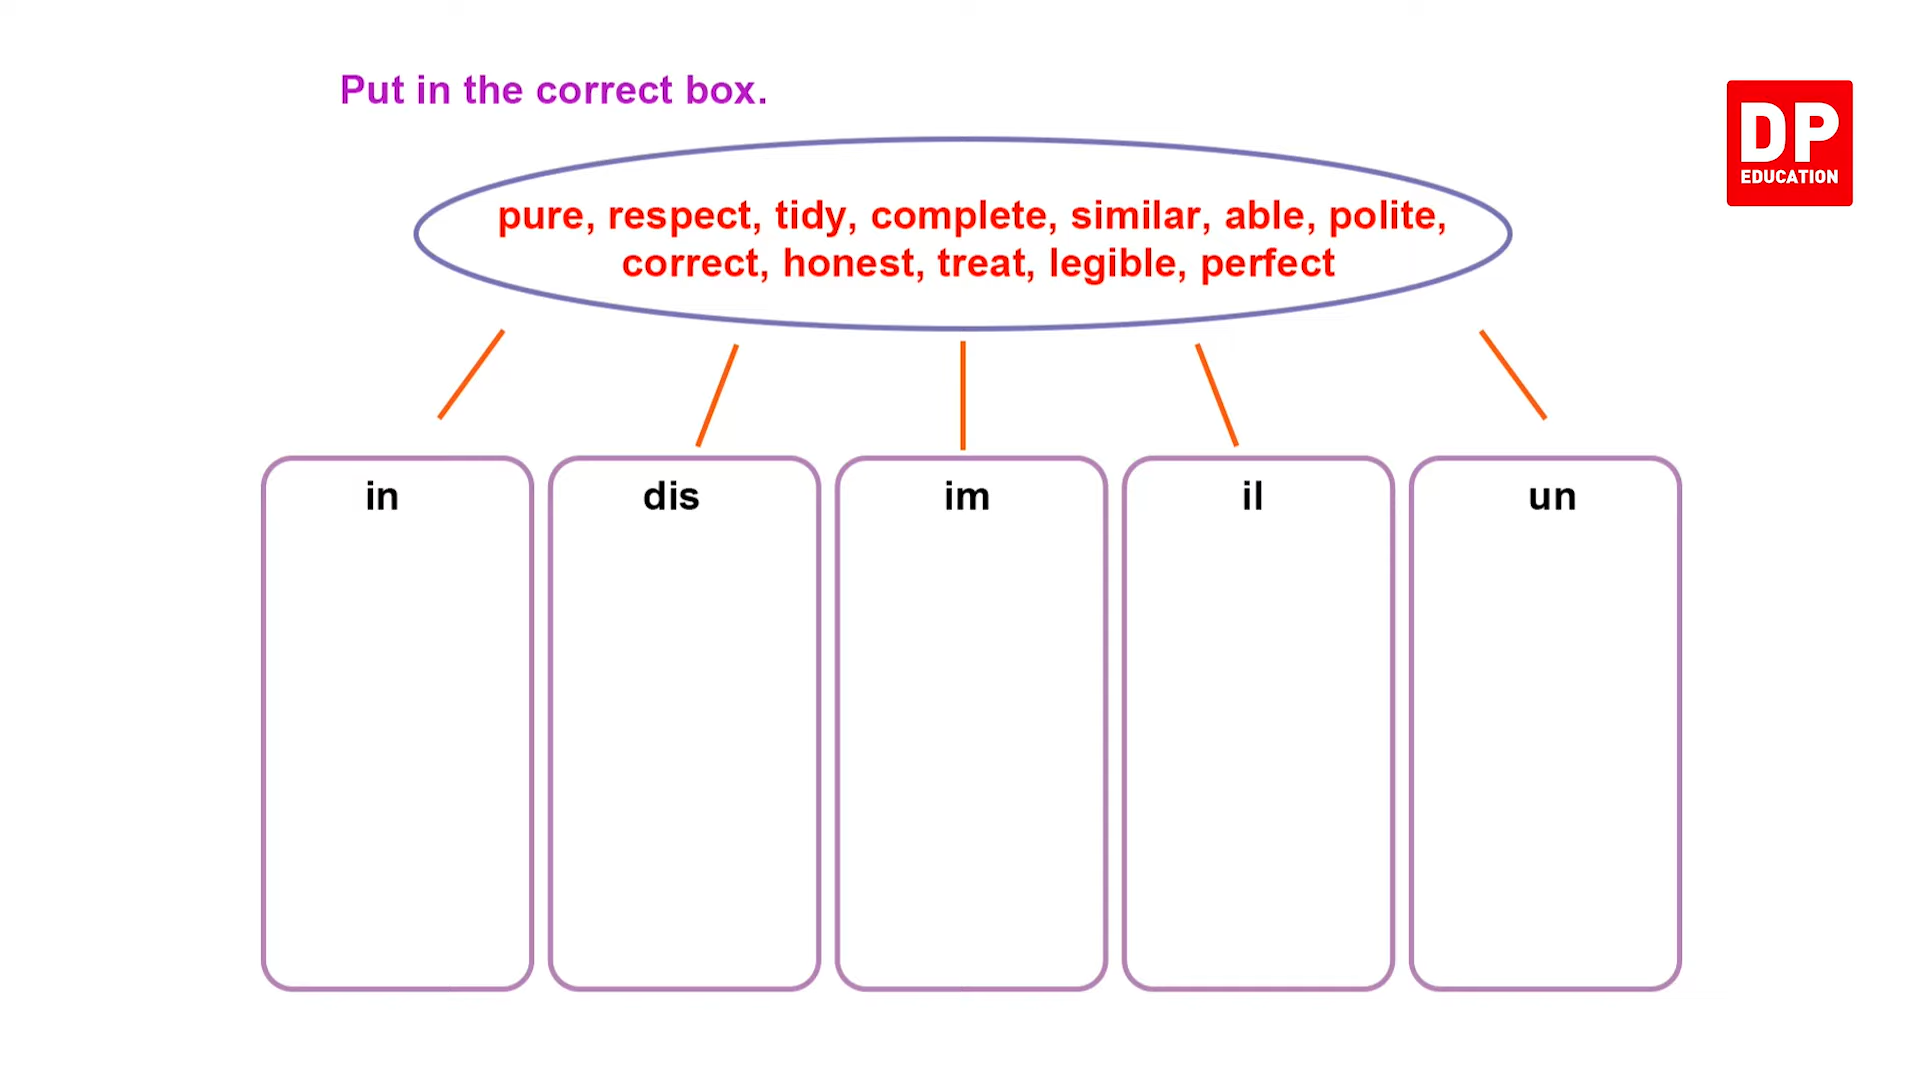 Put in the correct box.
DP
EDUCATION
pure, respect, tidy, complete, similar, able, polite,
correct, honest, treat, legible, perfect
in
dis
im
il
un